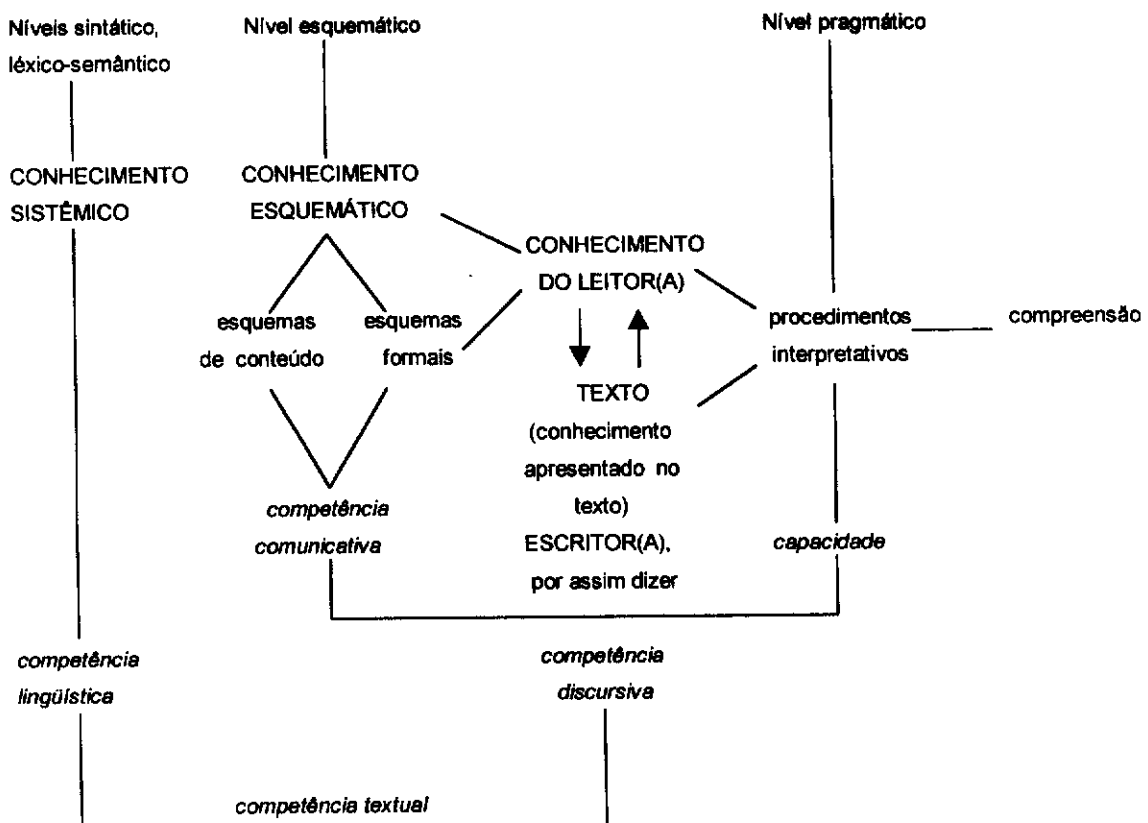 Níveis sintático,
léxico-semântico
Nível esquemático
Nível pragmático
CONHECIMENTO
SISTÊMICO
CONHECIMENTO
ESQUEMÁTICO
CONHECIMENTO
DO LEITOR(A)
esquemas
de conteúdo
esquemas
formais
procedimentos
interpretativos
compreensão
TEXTO
(conhecimento
apresentado no
texto)
ESCRITOR(A),
por assim dizer
competência
comunicativa
capacidade
competência
lingüística
competência
discursiva
competência textual